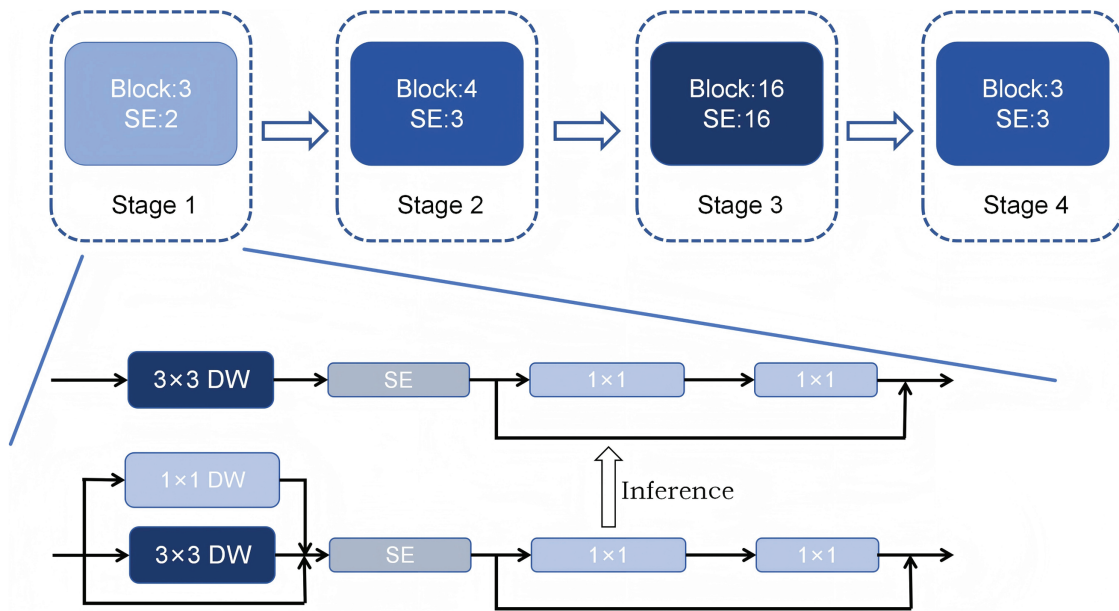 Block:3
SE:2
Stage 1
Block:4
SE:3
Stage 2
Block:16
SE:16
Stage 3
Block:3
SE:3
Stage 4
3×3 DW
SE
1×1
1×1
Inference
1×1 DW
3×3 DW
SE
1×1
1×1